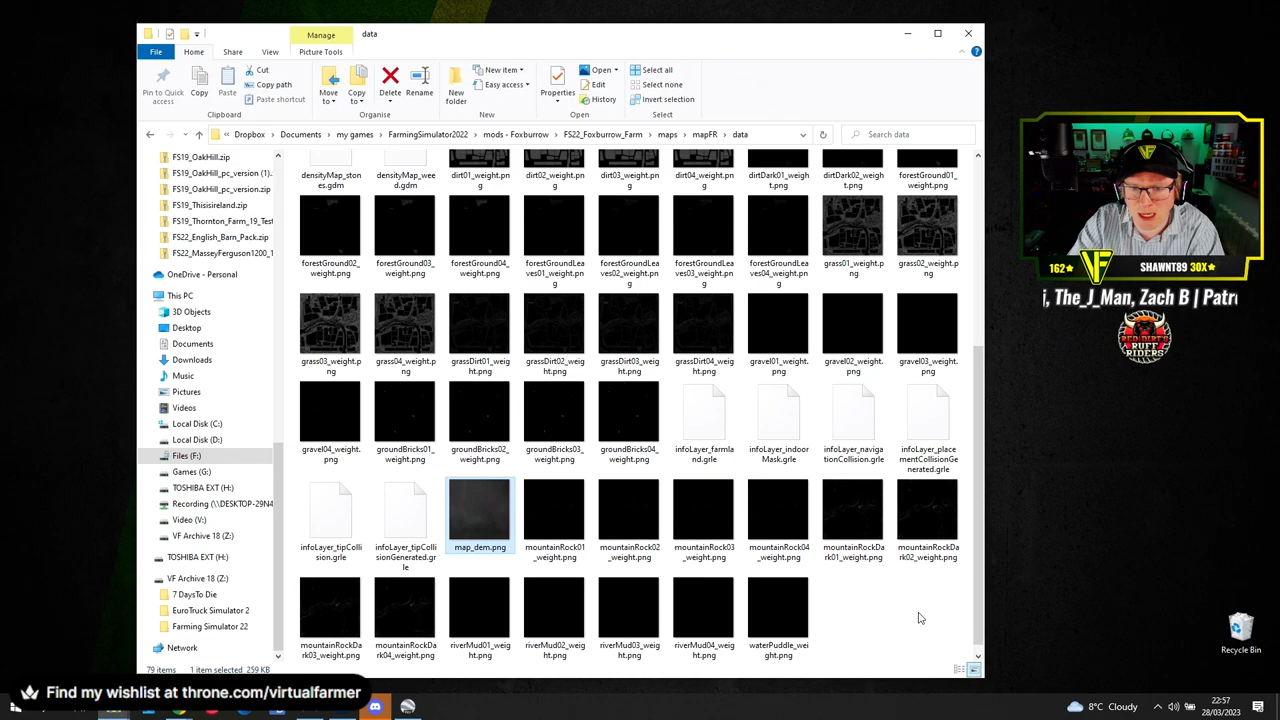 Manage
data
File
Home
Share
View
Picture Tools
Pin to Quick access
Copy
Paste
Cut
Copy path
Paste shortcut
Clipboard
Move to
Copy to
Delete
Rename
Organise
New folder
New item
Easy access
New
Properties
Open
Edit
History
Open
Select all
Select none
Invert selection
Select
« Dropbox > Documents > my games > FarmingSimulator2022 > mods - Foxburrow > FS22_Foxburrow_Farm > maps > mapFR > data
Search data
FS19_OakHill.zip
FS19_OakHill_pc_version (1).
FS19_OakHill_pc_version.zip
FS19_Thisisireland.zip
FS19_Thornton_Farm_19_Test
FS22_English_Barn_Pack.zip
FS22_MasseyFerguson1200_1
OneDrive - Personal
This PC
3D Objects
Desktop
Documents
Downloads
Music
Pictures
Videos
Local Disk (C:)
Local Disk (D:)
Files (F:)
Games (G:)
TOSHIBA EXT (H:)
Recording (\\DESKTOP-29N4
Video (V:)
VF Archive 18 (Z:)
TOSHIBA EXT (H:)
VF Archive 18 (Z:)
7 DaysTo Die
EuroTruck Simulator 2
Farming Simulator 22
Network
densityMap_stones.gdm
densityMap_weed.gdm
dirt01_weight.png
dirt02_weight.png
dirt03_weight.png
dirt04_weight.png
dirtDark01_weight.png
dirtDark02_weight.png
forestGround01_weight.png
forestGround02_weight.png
forestGround03_weight.png
forestGround04_weight.png
forestGroundLeaves01_weight.png
forestGroundLeaves02_weight.png
forestGroundLeaves03_weight.png
forestGroundLeaves04_weight.png
grass01_weight.png
grass02_weight.png
grass03_weight.png
grass04_weight.png
grassDirt01_weight.png
grassDirt02_weight.png
grassDirt03_weight.png
grassDirt04_weight.png
gravel01_weight.png
gravel02_weight.png
gravel03_weight.png
gravel04_weight.png
groundBricks01_weight.png
groundBricks02_weight.png
groundBricks03_weight.png
groundBricks04_weight.png
infoLayer_farmland.grle
infoLayer_indoorMask.grle
infoLayer_navigationCollision.grle
infoLayer_placementCollisionGenerated.grle
infoLayer_tipCollision.grle
infoLayer_tipCollisionGenerated.grle
map_dem.png
mountainRock01_weight.png
mountainRock02_weight.png
mountainRock03_weight.png
mountainRock04_weight.png
mountainRockDark01_weight.png
mountainRockDark02_weight.png
mountainRockDark03_weight.png
mountainRockDark04_weight.png
riverMud01_weight.png
riverMud02_weight.png
riverMud03_weight.png
riverMud04_weight.png
waterPuddle_weight.png
79 items
1 item selected 259 KB
162★
VF
SHAWNT89 30X★
j, The_J_Man, Zach B | Patr
RED DIRT'S
RUFF
RIDERS
Recycle Bin
Find my wishlist at throne.com/virtualfarmer
8°C Cloudy
22:57
28/03/2023